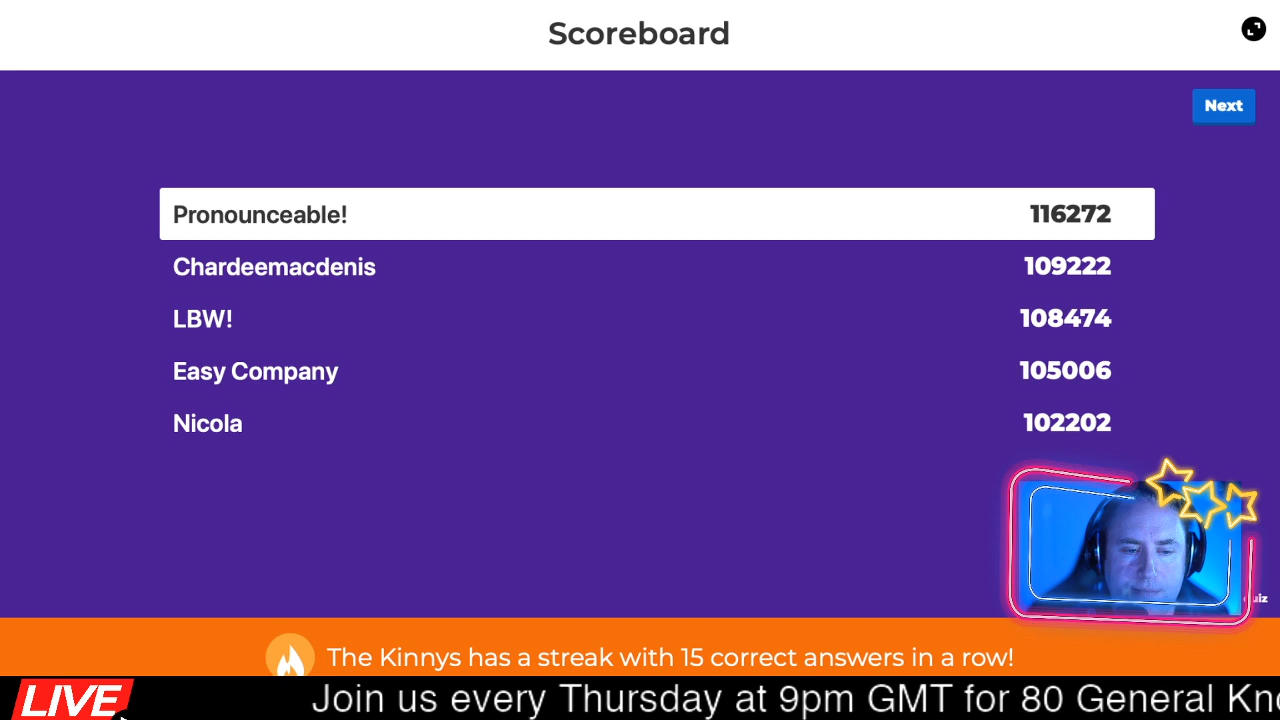 Scoreboard
Next
Pronounceable! 116272
Chardeemacdenis 109222
LBW! 108474
Easy Company 105006
Nicola 102202
The Kinnys has a streak with 15 correct answers in a row!
LIVE Join us every Thursday at 9pm GMT for 80 General